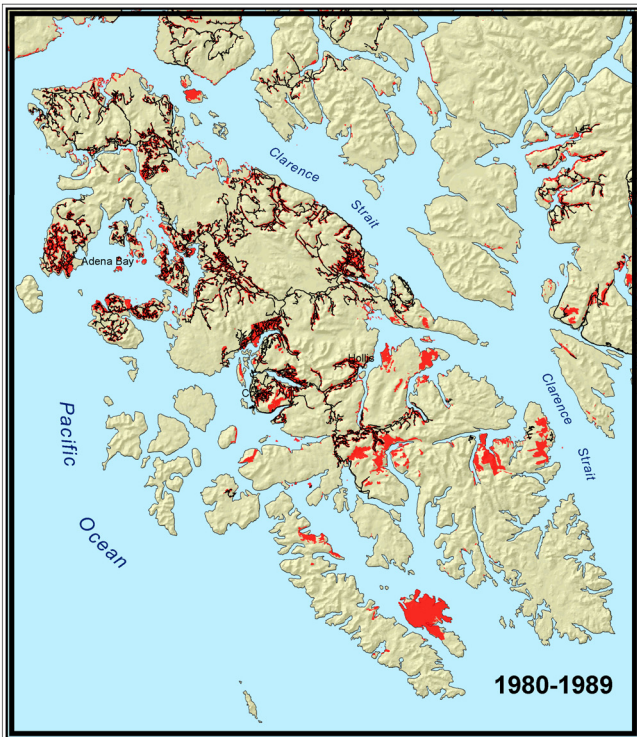 Clarence
Strait
Adena Bay
Hollis
Clarence
Strait
Pacific
Ocean
1980-1989